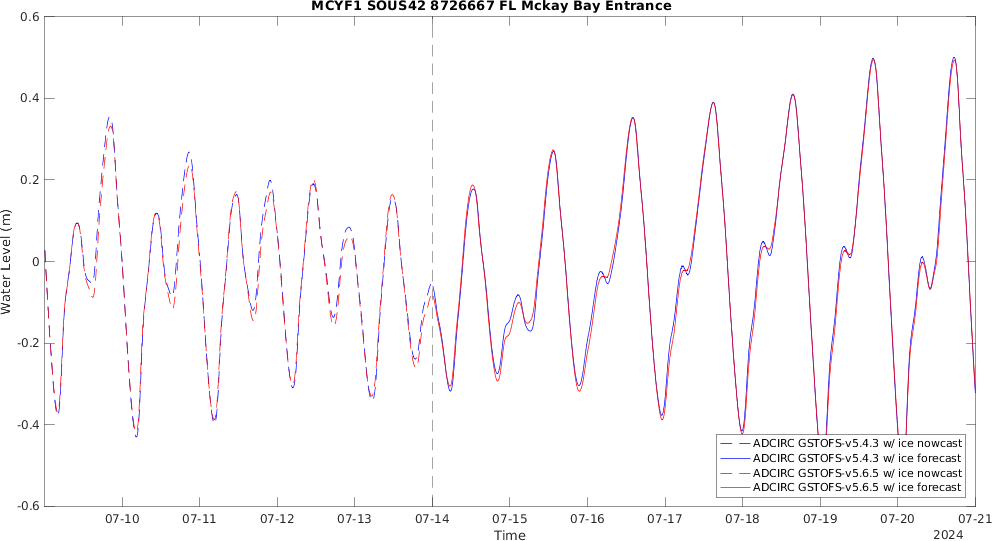 MCYF1 SOUS42 8726667 FL Mckay Bay Entrance
0.6
0.4
0.2
0
-0.2
-0.4
-0.6
Water Level (m)
07-10 07-11 07-12 07-13 07-14 07-15 07-16 07-17 07-18 07-19 07-20 07-21
Time
2024
ADCIRC GSTOFS-v5.4.3 w/ ice nowcast
ADCIRC GSTOFS-v5.4.3 w/ ice forecast
ADCIRC GSTOFS-v5.6.5 w/ ice nowcast
ADCIRC GSTOFS-v5.6.5 w/ ice forecast